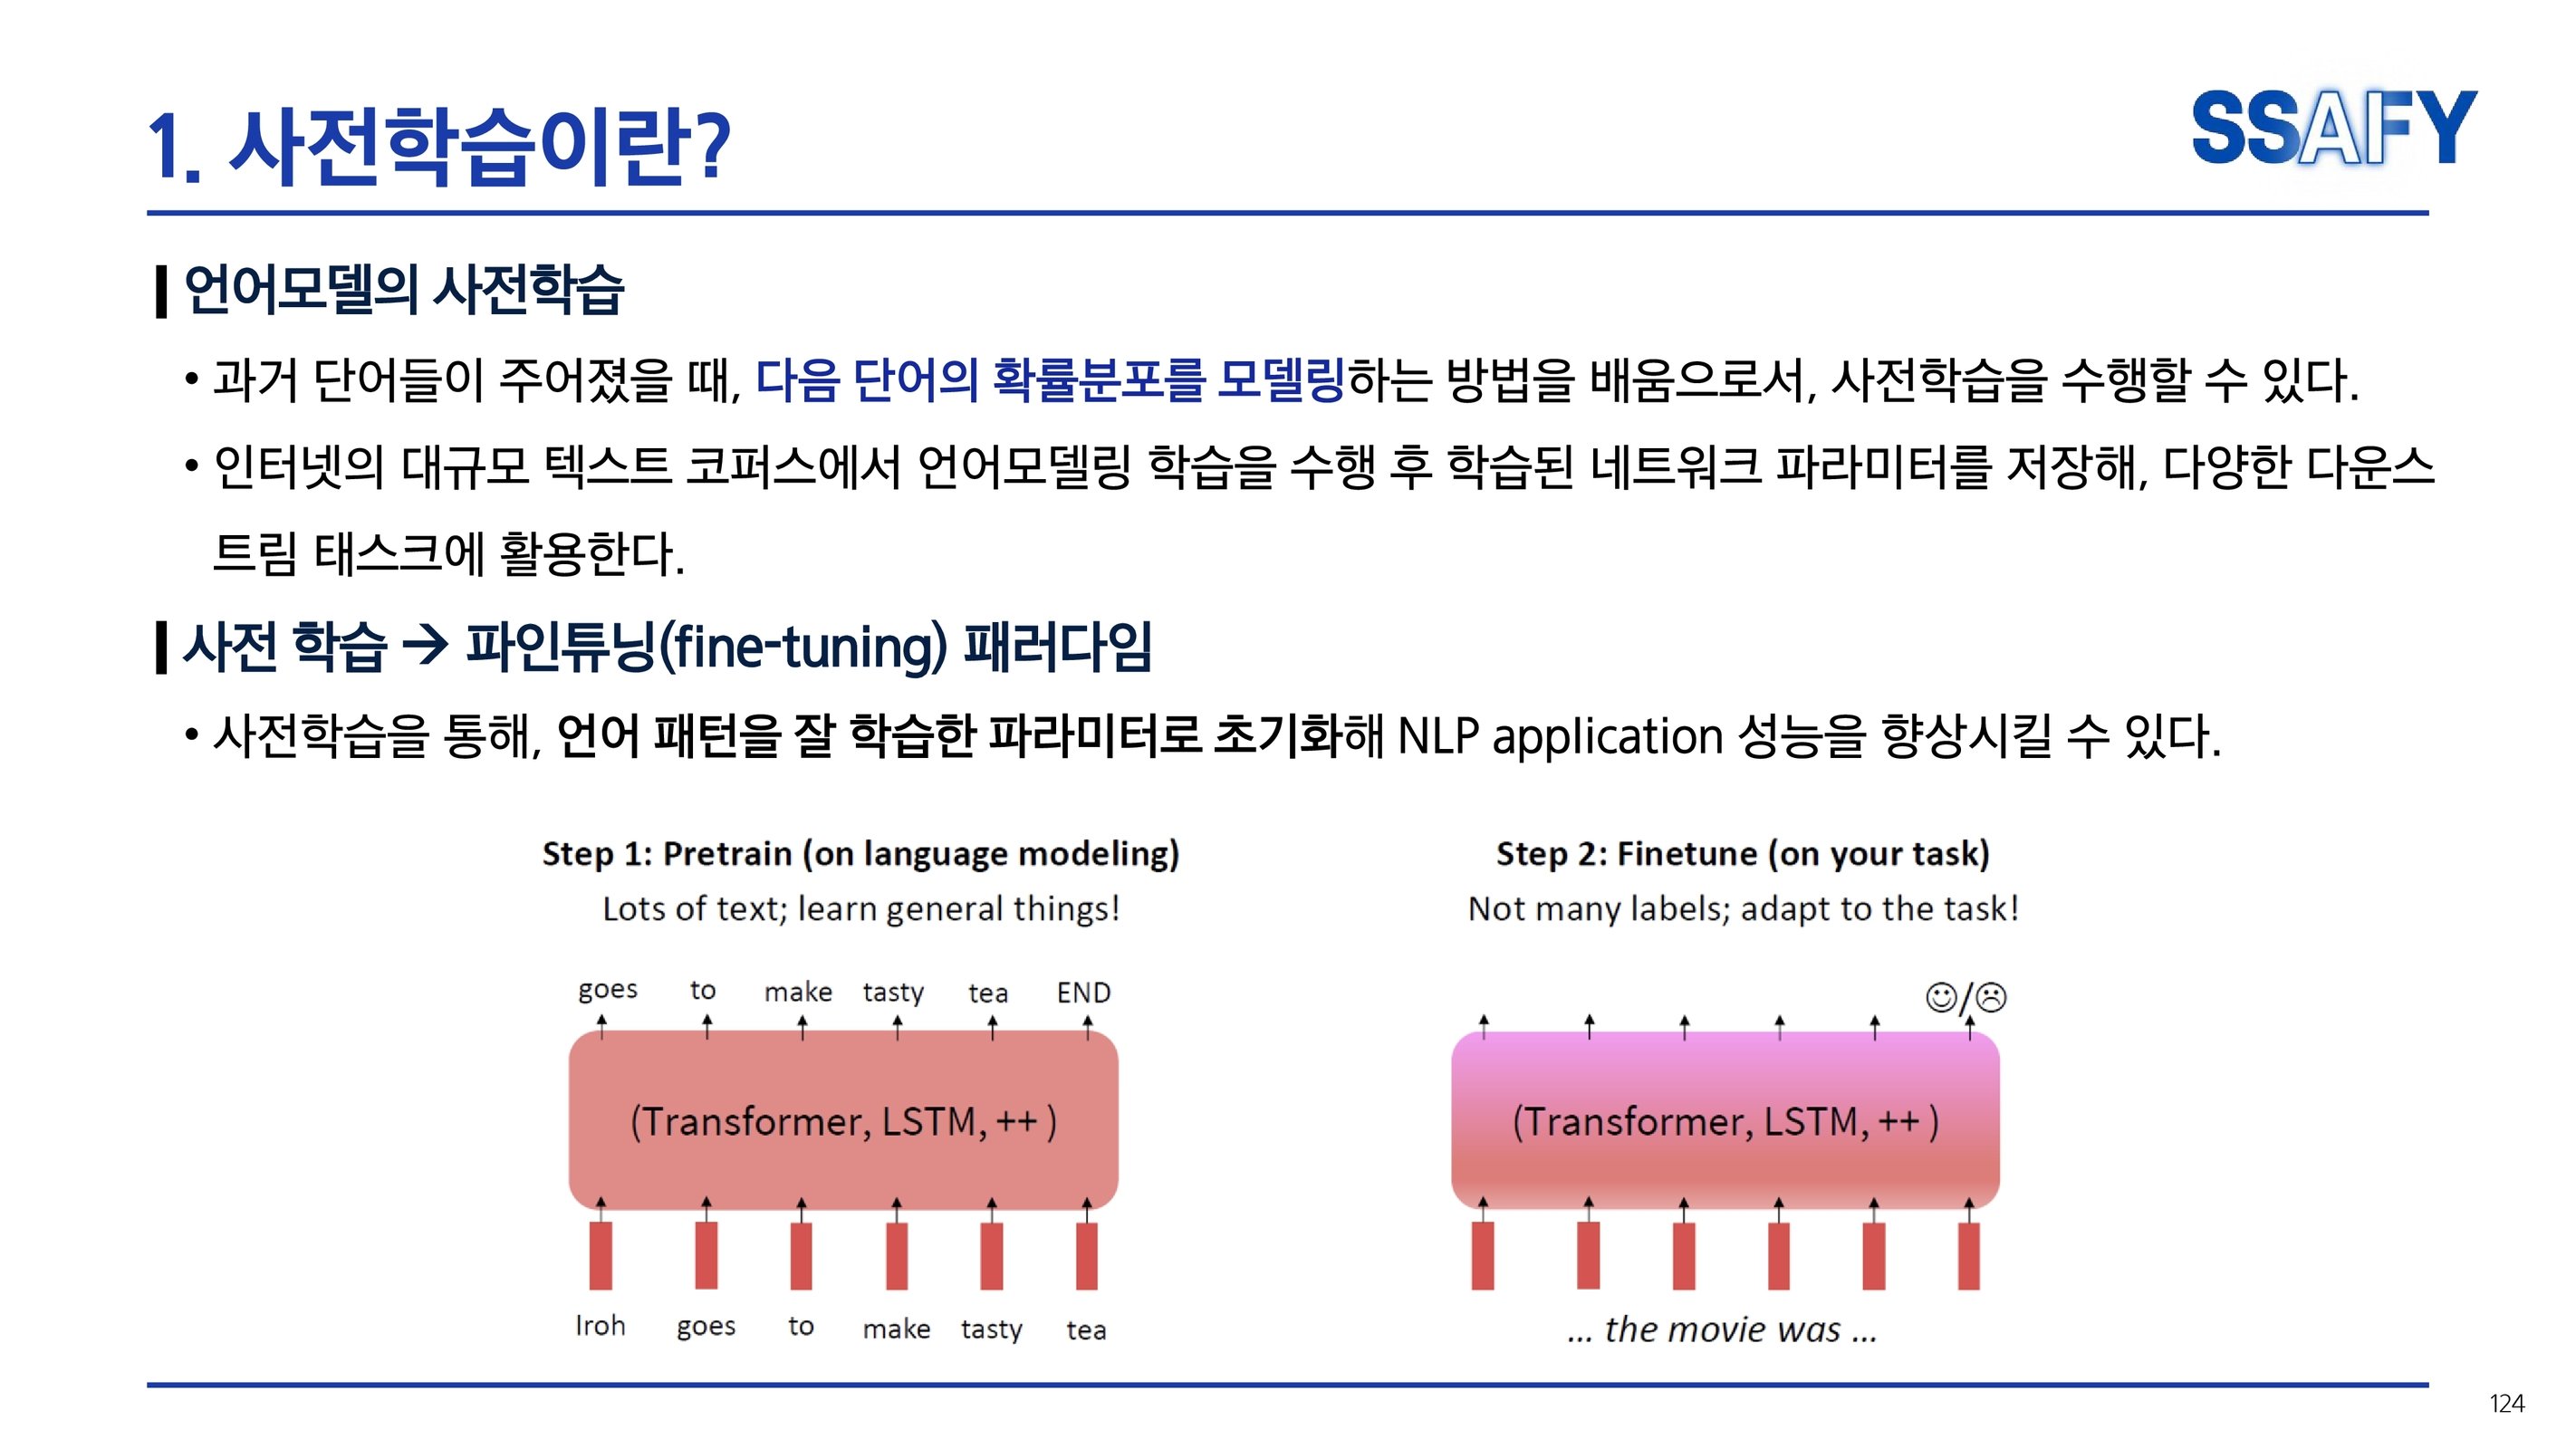 1. 사전학습이란?
SSAFY
언어모델의 사전학습
• 과거 단어들이 주어졌을 때, 다음 단어의 확률분포를 모델링하는 방법을 배움으로서, 사전학습을 수행할 수 있다.
• 인터넷의 대규모 텍스트 코퍼스에서 언어모델링 학습을 수행 후 학습된 네트워크 파라미터를 저장해, 다양한 다운스
트림 태스크에 활용한다.
사전 학습 → 파인튜닝(fine-tuning) 패러다임
• 사전학습을 통해, 언어 패턴을 잘 학습한 파라미터로 초기화해 NLP application 성능을 향상시킬 수 있다.
Step 1: Pretrain (on language modeling)
Lots of text; learn general things!
goes to make tasty tea END
(Transformer, LSTM, ++ )
Iroh goes to make tasty tea
Step 2: Finetune (on your task)
Not many labels; adapt to the task!
☺/☹
(Transformer, LSTM, ++ )
... the movie was ...
124